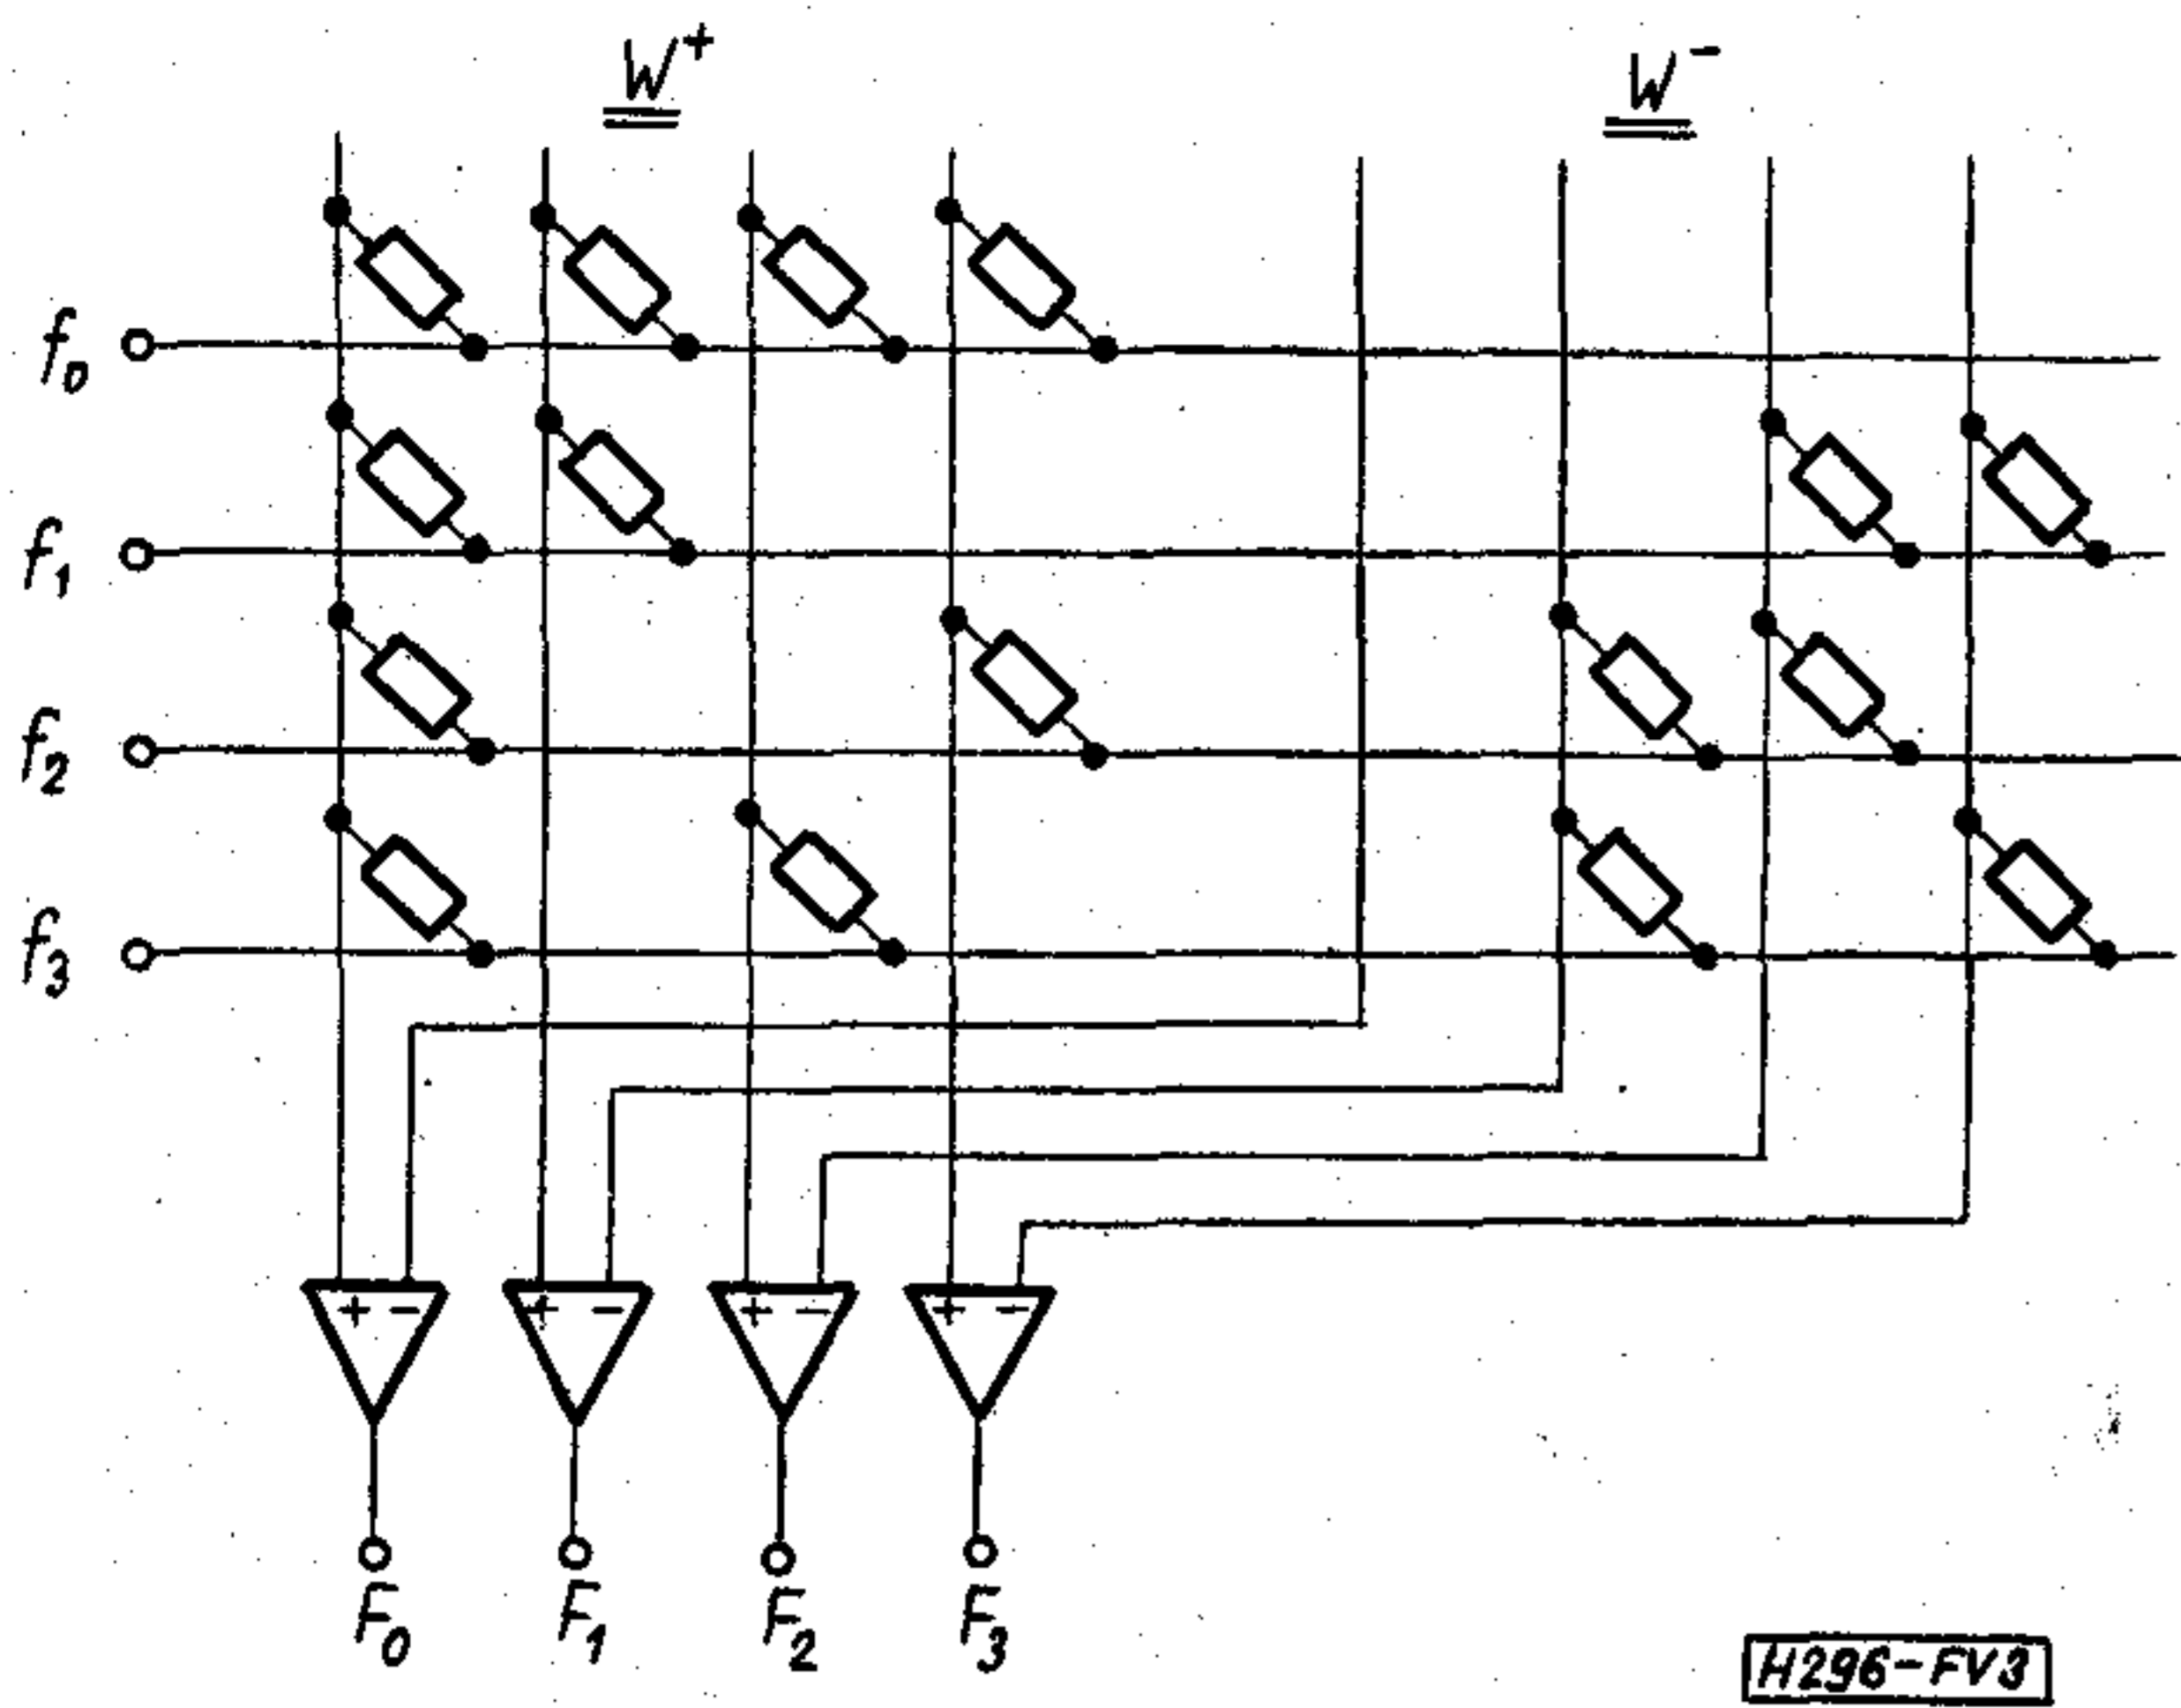 W⁺
W⁻
f₀
f₁
f₂
f₃
+ −
+ −
+ −
+ −
F₀
F₁
F₂
F₃
H296-FV3